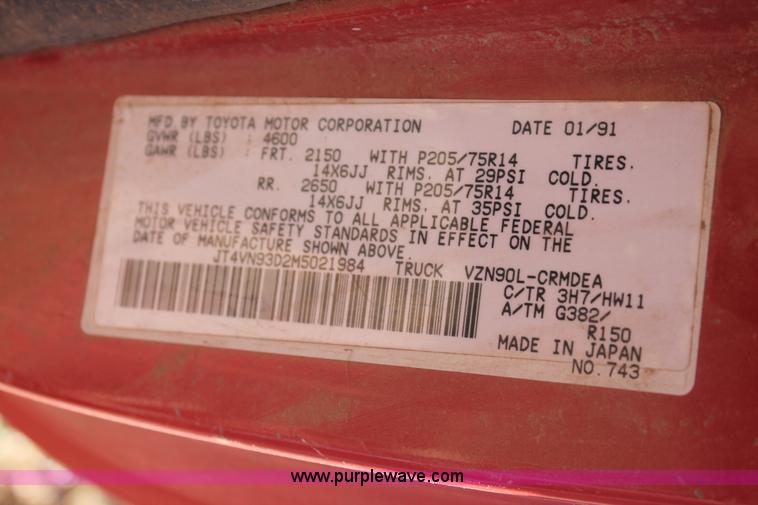 MFD. BY TOYOTA MOTOR CORPORATION DATE 01/91
GVWR (LBS) : 4600
GAWR (LBS) : FRT. 2150 WITH P205/75R14 TIRES.
14X6JJ RIMS. AT 29PSI COLD.
RR. 2650 WITH P205/75R14 TIRES.
14X6JJ RIMS. AT 35PSI COLD.
THIS VEHICLE CONFORMS TO ALL APPLICABLE FEDERAL
MOTOR VEHICLE SAFETY STANDARDS IN EFFECT ON THE
DATE OF MANUFACTURE SHOWN ABOVE.
JT4VN93D2M5021984 TRUCK VZN90L-CRMDEA
C/TR 3H7/HW11
A/TM G382/
R150
MADE IN JAPAN
NO.743
www.purplewave.com